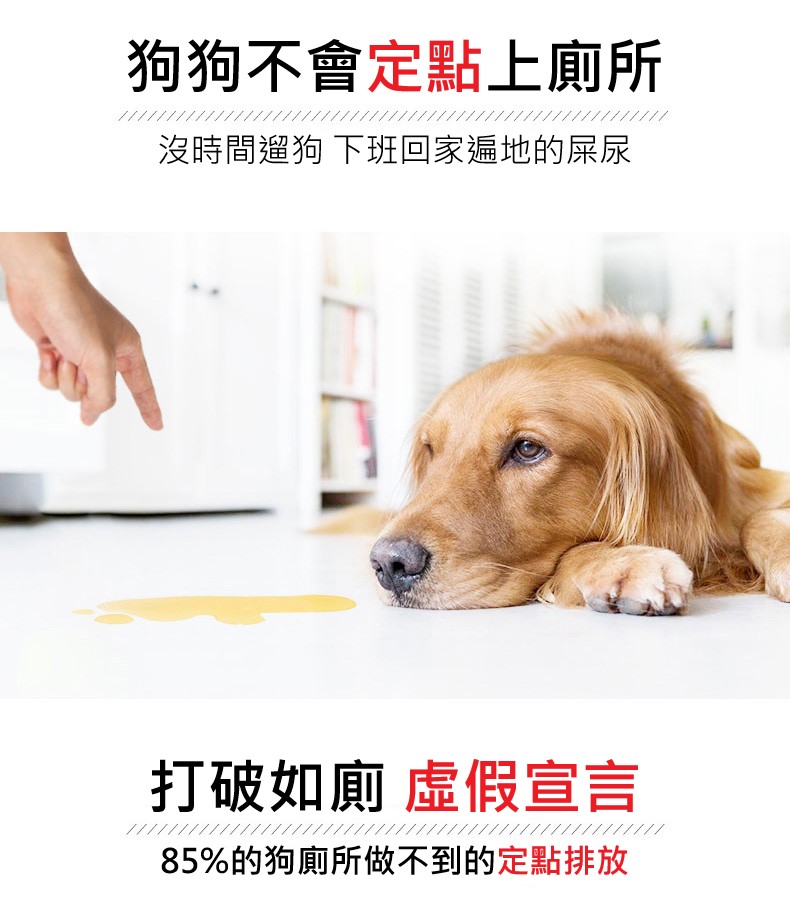 狗狗不會定點上廁所
沒時間遛狗 下班回家遍地的屎尿
打破如廁 虛假宣言
85%的狗廁所做不到的定點排放